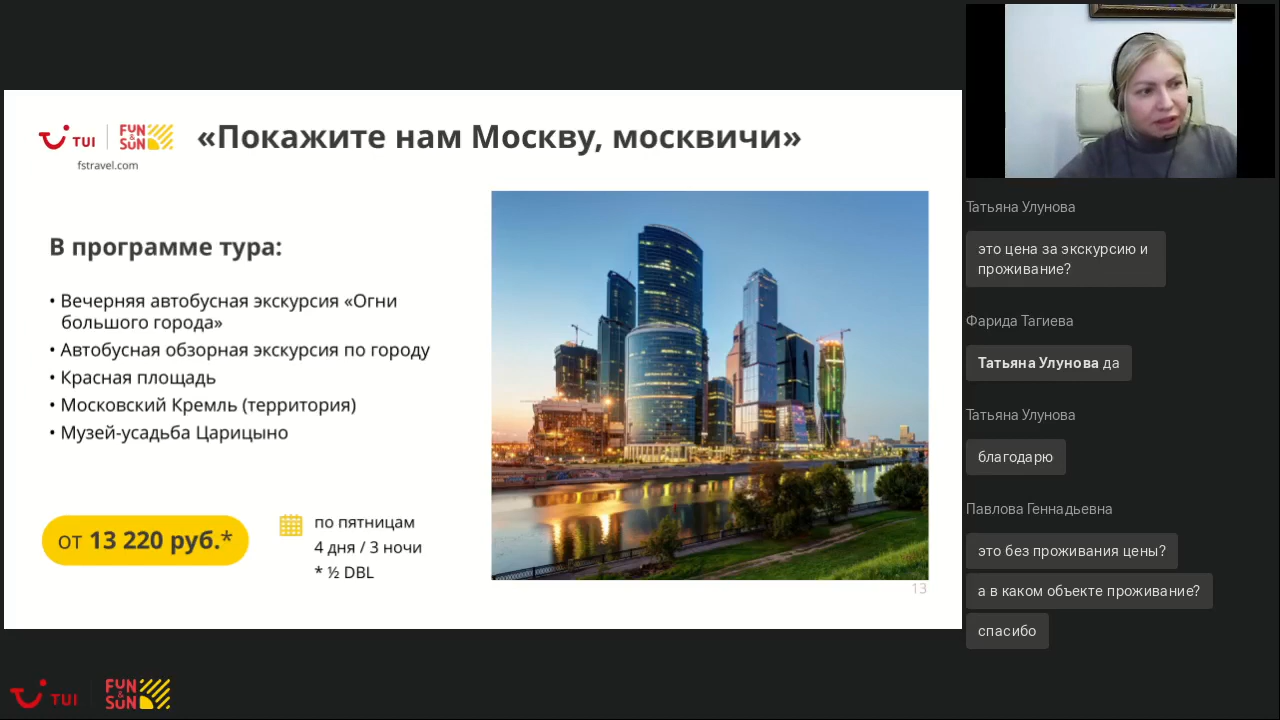 TUI
FUN & SUN
fstravel.com
«Покажите нам Москву, москвичи»
В программе тура:
• Вечерняя автобусная экскурсия «Огни
большого города»
• Автобусная обзорная экскурсия по городу
• Красная площадь
• Московский Кремль (территория)
• Музей-усадьба Царицыно
от 13 220 руб.*
по пятницам
4 дня / 3 ночи
* ½ DBL
13
TUI
FUN & SUN
Татьяна Улунова
это цена за экскурсию и
проживание?
Фарида Тагиева
Татьяна Улунова да
Татьяна Улунова
благодарю
Павлова Геннадьевна
это без проживания цены?
а в каком объекте проживание?
спасибо